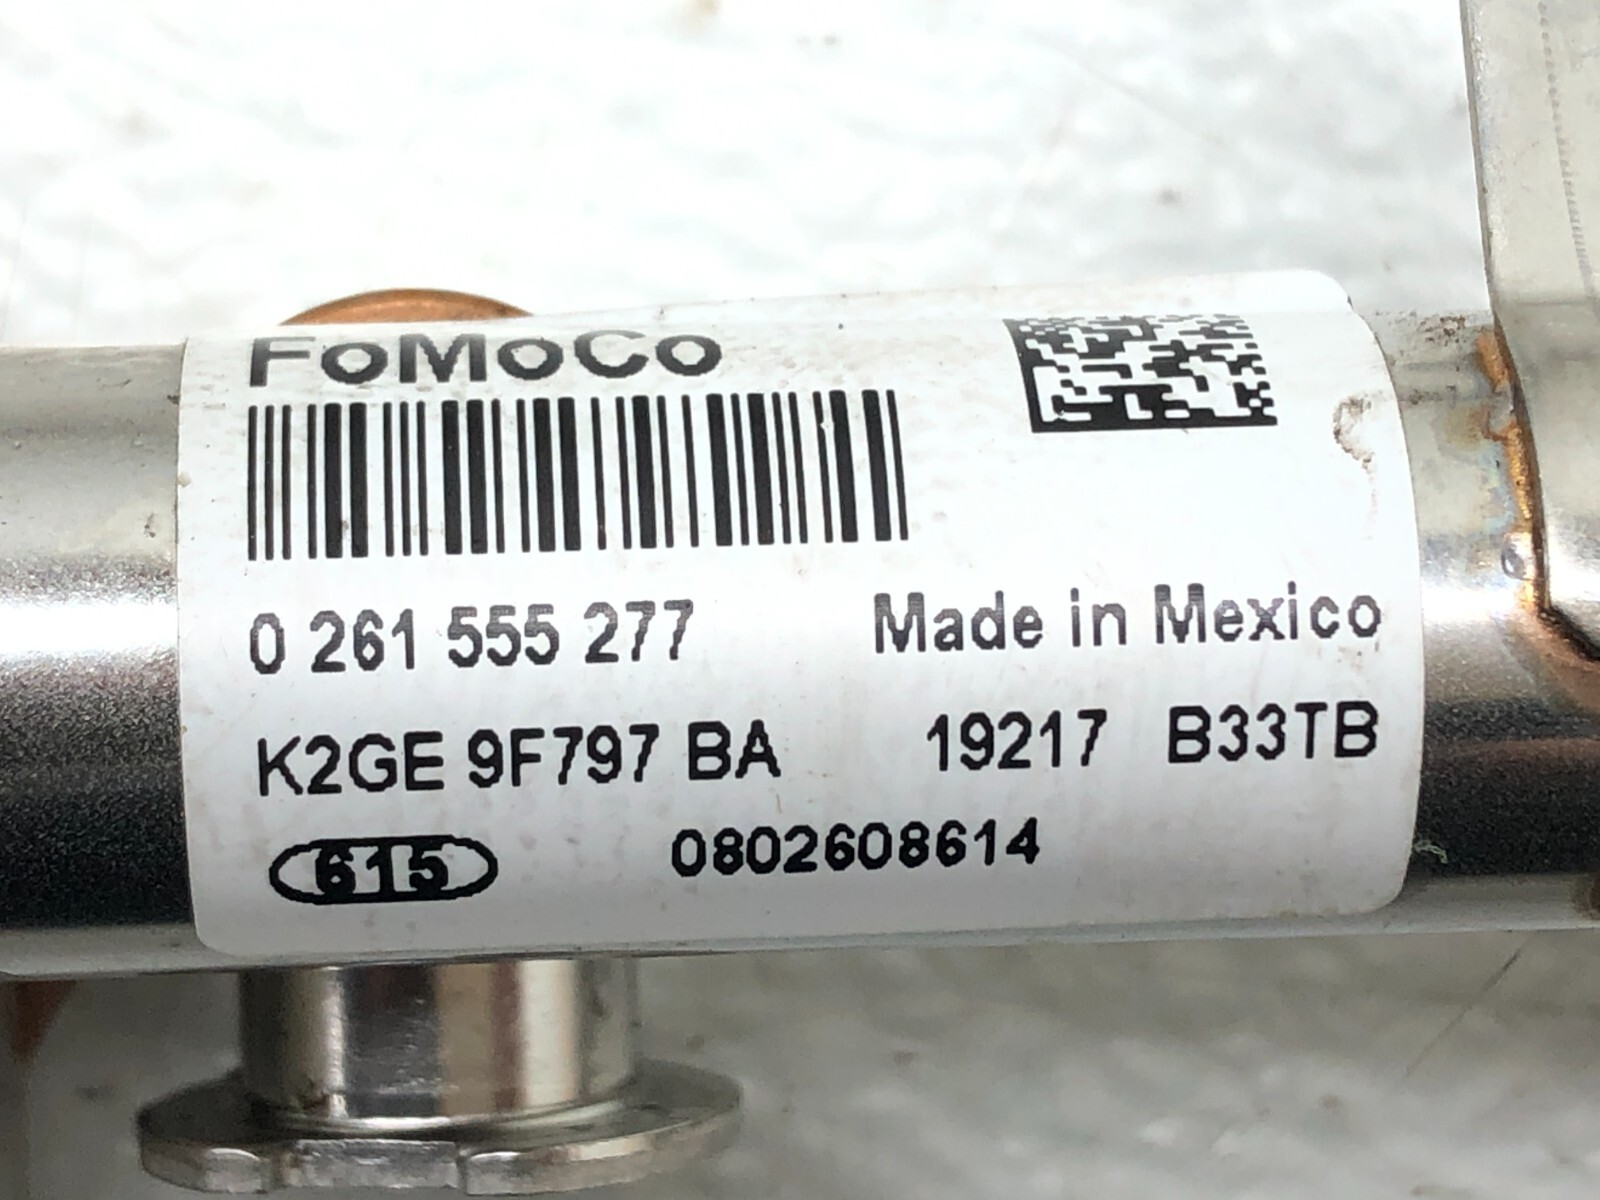 FoMoCo
0 261 555 277 Made in Mexico
K2GE 9F797 BA 19217 B33TB
615 0802608614